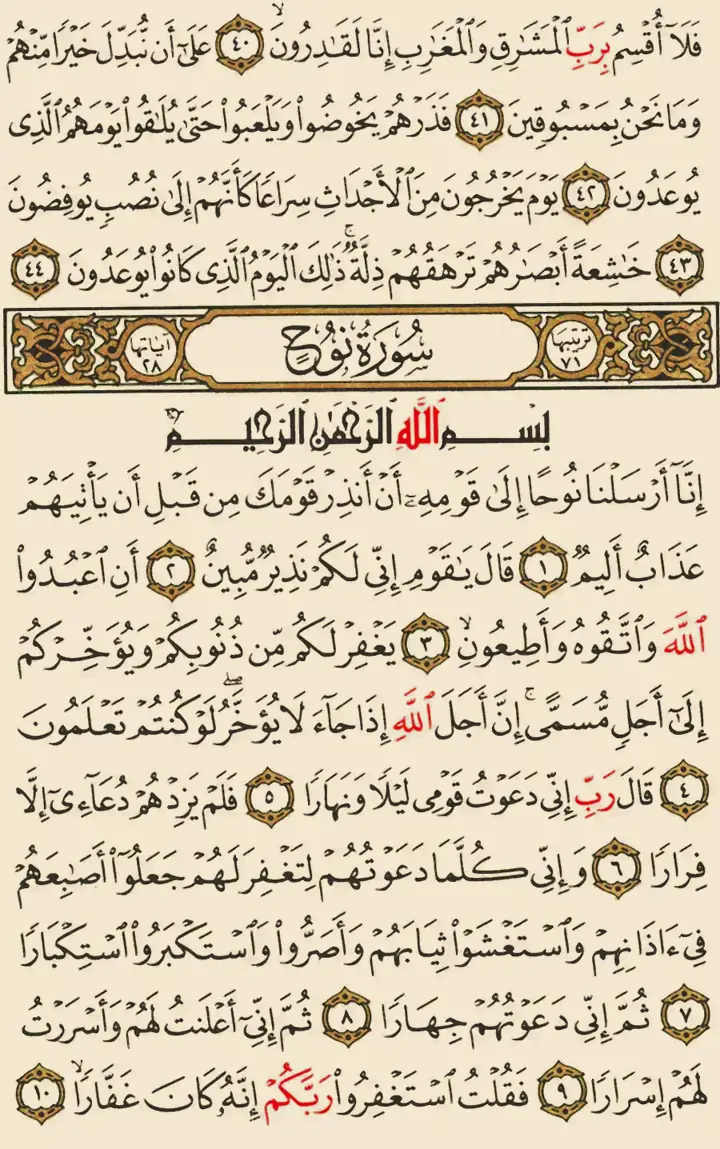 فَلَآ أُقْسِمُ بِرَبِّ ٱلْمَشَٰرِقِ وَٱلْمَغَٰرِبِ إِنَّا لَقَٰدِرُونَ ٤٠ عَلَىٰٓ أَن نُّبَدِّلَ خَيْرًا مِّنْهُمْ
وَمَا نَحْنُ بِمَسْبُوقِينَ ٤١ فَذَرْهُمْ يَخُوضُوا۟ وَيَلْعَبُوا۟ حَتَّىٰ يُلَٰقُوا۟ يَوْمَهُمُ ٱلَّذِى
يُوعَدُونَ ٤٢ يَوْمَ يَخْرُجُونَ مِنَ ٱلْأَجْدَاثِ سِرَاعًا كَأَنَّهُمْ إِلَىٰ نُصُبٍ يُوفِضُونَ
٤٣ خَٰشِعَةً أَبْصَٰرُهُمْ تَرْهَقُهُمْ ذِلَّةٌ ۚ ذَٰلِكَ ٱلْيَوْمُ ٱلَّذِى كَانُوا۟ يُوعَدُونَ ٤٤
ترتيبها ٧١ سُورَةُ نُوحٍ آياتها ٢٨
بِسْمِ ٱللَّهِ ٱلرَّحْمَٰنِ ٱلرَّحِيمِ
إِنَّآ أَرْسَلْنَا نُوحًا إِلَىٰ قَوْمِهِۦٓ أَنْ أَنذِرْ قَوْمَكَ مِن قَبْلِ أَن يَأْتِيَهُمْ
عَذَابٌ أَلِيمٌ ١ قَالَ يَٰقَوْمِ إِنِّى لَكُمْ نَذِيرٌ مُّبِينٌ ٢ أَنِ ٱعْبُدُوا۟
ٱللَّهَ وَٱتَّقُوهُ وَأَطِيعُونِ ٣ يَغْفِرْ لَكُم مِّن ذُنُوبِكُمْ وَيُؤَخِّرْكُمْ
إِلَىٰٓ أَجَلٍ مُّسَمًّى ۚ إِنَّ أَجَلَ ٱللَّهِ إِذَا جَآءَ لَا يُؤَخَّرُ ۖ لَوْ كُنتُمْ تَعْلَمُونَ
٤ قَالَ رَبِّ إِنِّى دَعَوْتُ قَوْمِى لَيْلًا وَنَهَارًا ٥ فَلَمْ يَزِدْهُمْ دُعَآءِىٓ إِلَّا
فِرَارًا ٦ وَإِنِّى كُلَّمَا دَعَوْتُهُمْ لِتَغْفِرَ لَهُمْ جَعَلُوٓا۟ أَصَٰبِعَهُمْ
فِىٓ ءَاذَانِهِمْ وَٱسْتَغْشَوْا۟ ثِيَابَهُمْ وَأَصَرُّوا۟ وَٱسْتَكْبَرُوا۟ ٱسْتِكْبَارًا
٧ ثُمَّ إِنِّى دَعَوْتُهُمْ جِهَارًا ٨ ثُمَّ إِنِّىٓ أَعْلَنتُ لَهُمْ وَأَسْرَرْتُ
لَهُمْ إِسْرَارًا ٩ فَقُلْتُ ٱسْتَغْفِرُوا۟ رَبَّكُمْ إِنَّهُۥ كَانَ غَفَّارًا ١٠